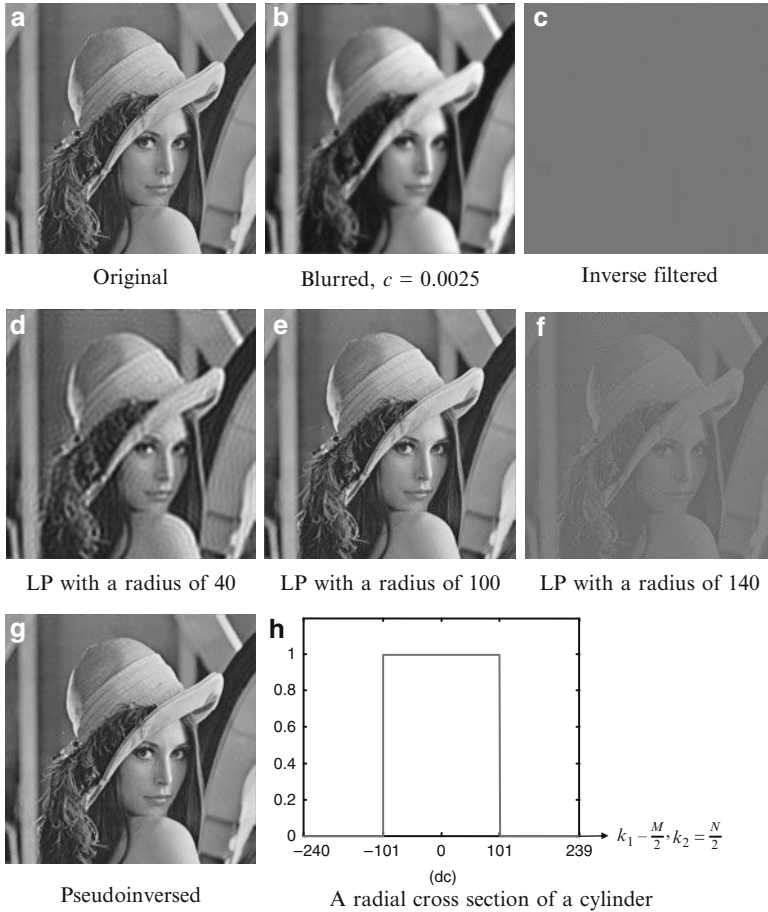 a
b
c
Original
Blurred, c = 0.0025
Inverse filtered
d
e
f
LP with a radius of 40
LP with a radius of 100
LP with a radius of 140
g
h
1
0.8
0.6
0.4
0.2
0
−240
−101
0
101
239
k₁ − M/2, k₂ = N/2
(dc)
Pseudoinversed
A radial cross section of a cylinder